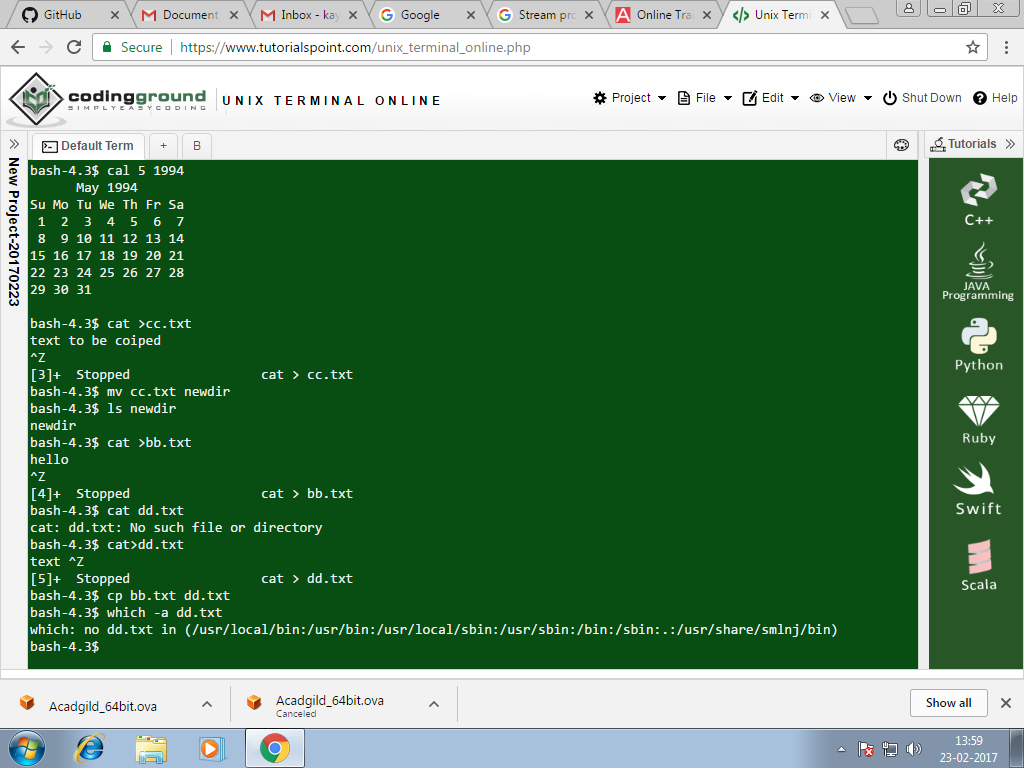 GitHub
Document
Inbox - kay
Google
Stream pro
Online Tra
Unix Termi
Secure
https://www.tutorialspoint.com/unix_terminal_online.php
codingground
SIMPLYEASYCODING
UNIX TERMINAL ONLINE
Project
File
Edit
View
Shut Down
Help
Default Term
+
B
Tutorials
New Project-20170223
bash-4.3$ cal 5 1994
      May 1994
Su Mo Tu We Th Fr Sa
 1  2  3  4  5  6  7
 8  9 10 11 12 13 14
15 16 17 18 19 20 21
22 23 24 25 26 27 28
29 30 31
bash-4.3$ cat >cc.txt
text to be coiped
^Z
[3]+  Stopped                 cat > cc.txt
bash-4.3$ mv cc.txt newdir
bash-4.3$ ls newdir
newdir
bash-4.3$ cat >bb.txt
hello
^Z
[4]+  Stopped                 cat > bb.txt
bash-4.3$ cat dd.txt
cat: dd.txt: No such file or directory
bash-4.3$ cat>dd.txt
text ^Z
[5]+  Stopped                 cat > dd.txt
bash-4.3$ cp bb.txt dd.txt
bash-4.3$ which -a dd.txt
which: no dd.txt in (/usr/local/bin:/usr/bin:/usr/local/sbin:/usr/sbin:/bin:/sbin:.:/usr/share/smlnj/bin)
bash-4.3$
C++
JAVA
Programming
Python
Ruby
Swift
Scala
Acadgild_64bit.ova
Acadgild_64bit.ova
Canceled
Show all
13:59
23-02-2017